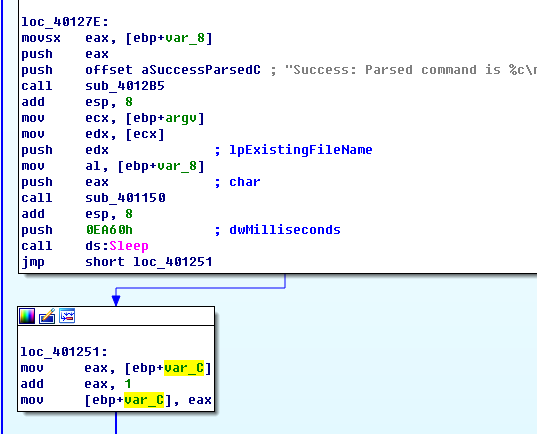 loc_40127E:
movsx eax, [ebp+var_8]
push eax
push offset aSuccessParsedC ; "Success: Parsed command is %c\n
call sub_4012B5
add esp, 8
mov ecx, [ebp+argv]
mov edx, [ecx]
push edx ; lpExistingFileName
mov al, [ebp+var_8]
push eax ; char
call sub_401150
add esp, 8
push 0EA60h ; dwMilliseconds
call ds:Sleep
jmp short loc_401251
loc_401251:
mov eax, [ebp+var_C]
add eax, 1
mov [ebp+var_C], eax